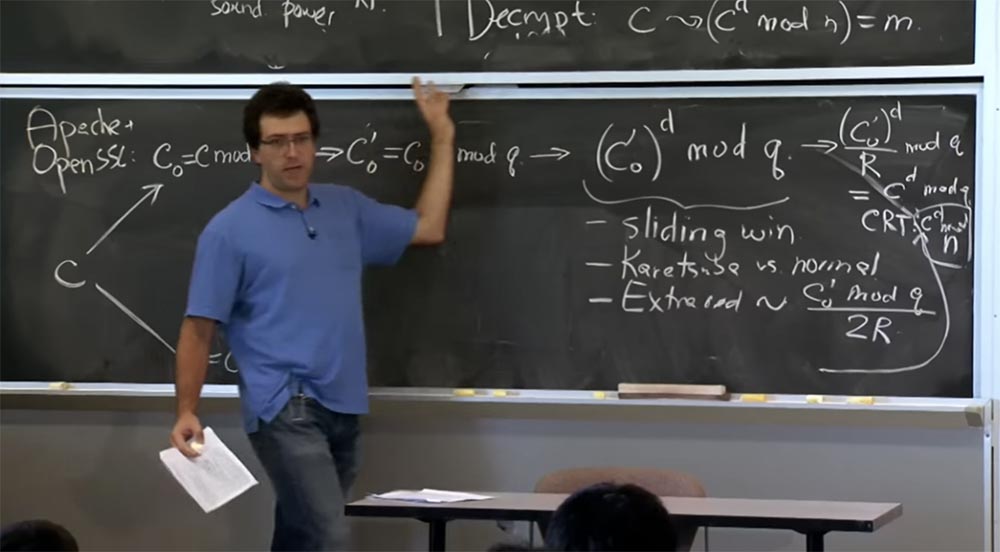 sound power
Decrypt: C ⤳ (C^d mod n) = m.
Apache +
OpenSSL: C₀ = C mod → C₀' = C₀ mod q. → (C₀')^d mod q. → (C₀')^d / R mod q
= C^d mod q
CRT: C^d mod n
C
= C
- sliding win.
- Karetsuba vs. normal
- Extra red ~ C₀' mod q / 2R